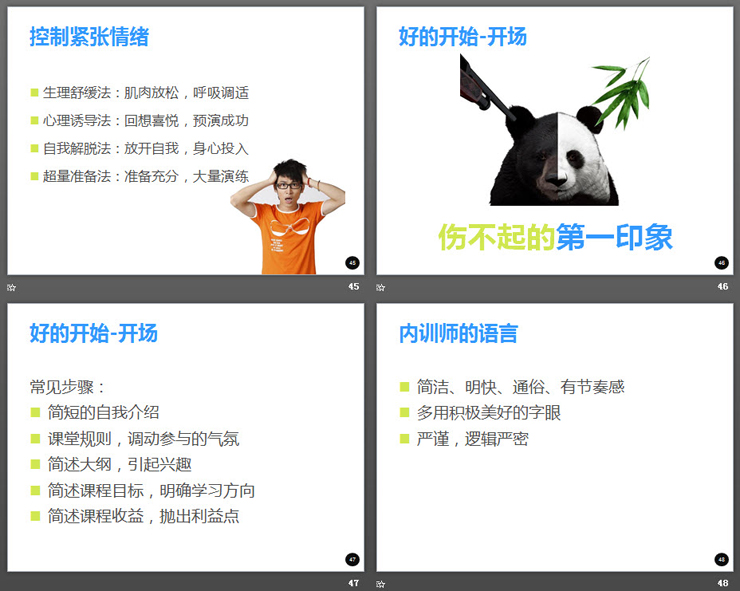 控制紧张情绪
生理舒缓法：肌肉放松，呼吸调适
心理诱导法：回想喜悦，预演成功
自我解脱法：放开自我，身心投入
超量准备法：准备充分，大量演练
45
45
好的开始-开场
伤不起的第一印象
46
46
好的开始-开场
常见步骤：
简短的自我介绍
课堂规则，调动参与的气氛
简述大纲，引起兴趣
简述课程目标，明确学习方向
简述课程收益，抛出利益点
47
47
内训师的语言
简洁、明快、通俗、有节奏感
多用积极美好的字眼
严谨，逻辑严密
48
48